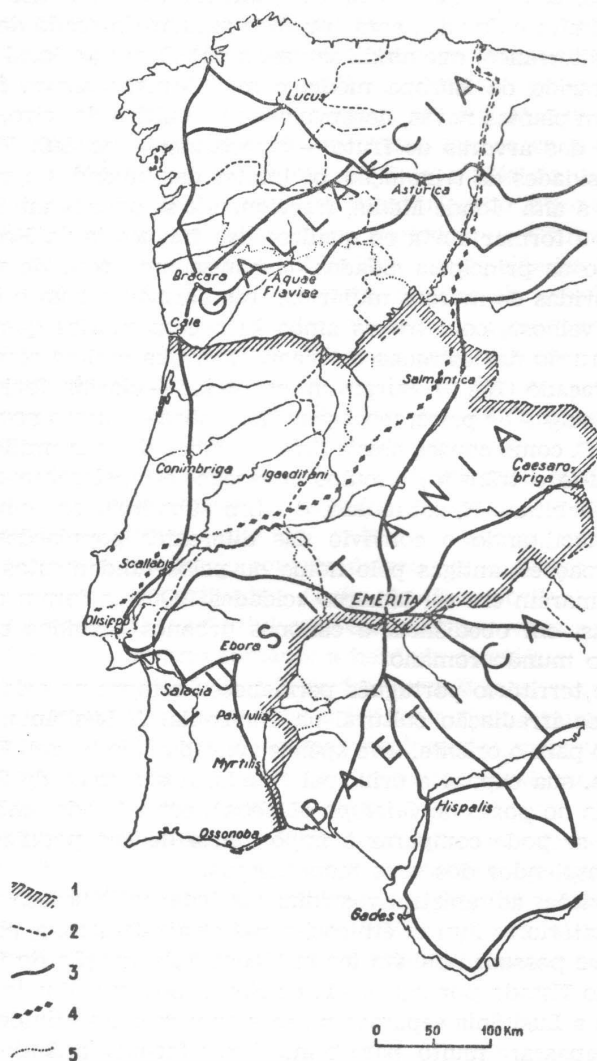 Lucus
GALLAECIA
Asturica
Bracara
Aquae
Flaviae
Cale
Salmantica
Conimbriga
Igaeditani
Caesaro-
briga
LUSITANIA
Scallabis
Olisipo
EMERITA
Ebora
Salacia
Pax Iulia
BAETICA
Myrtilis
Hispalis
Ossonoba
Gades
1
2
3
4
5
0 50 100 Km